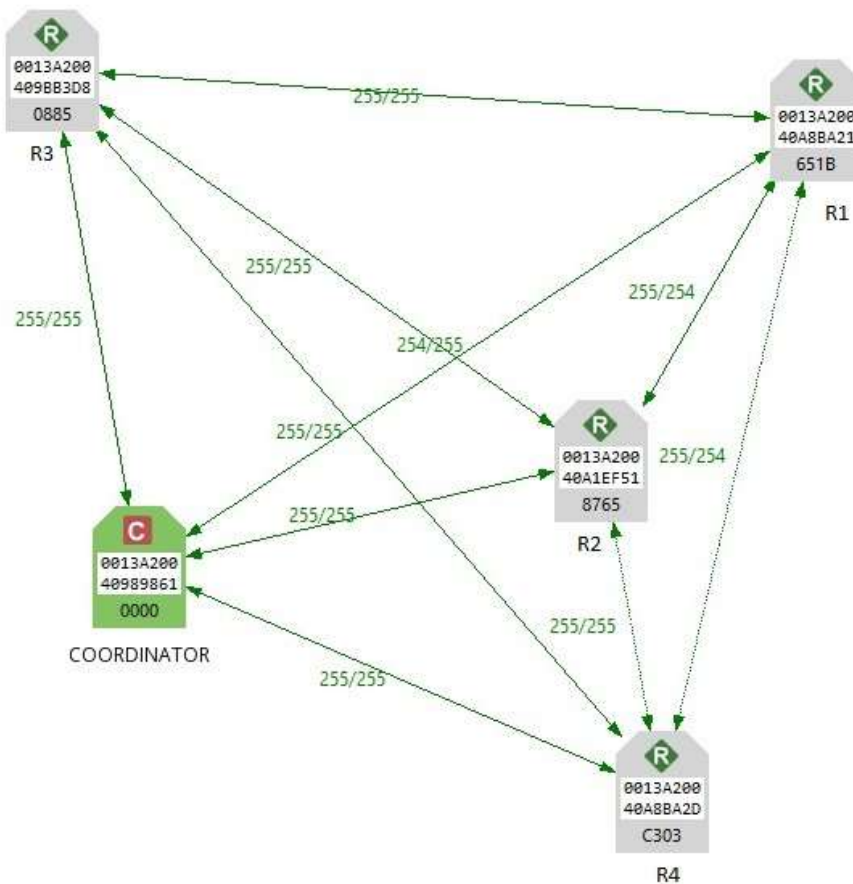 R
0013A200
409BB3D8
0885
R3
255/255
R
0013A200
40A8BA21
651B
R1
255/255
255/254
255/255
254/255
255/255
255/254
R
0013A200
40A1EF51
8765
R2
255/255
C
0013A200
40989861
0000
COORDINATOR
255/255
255/255
R
0013A200
40A8BA2D
C303
R4